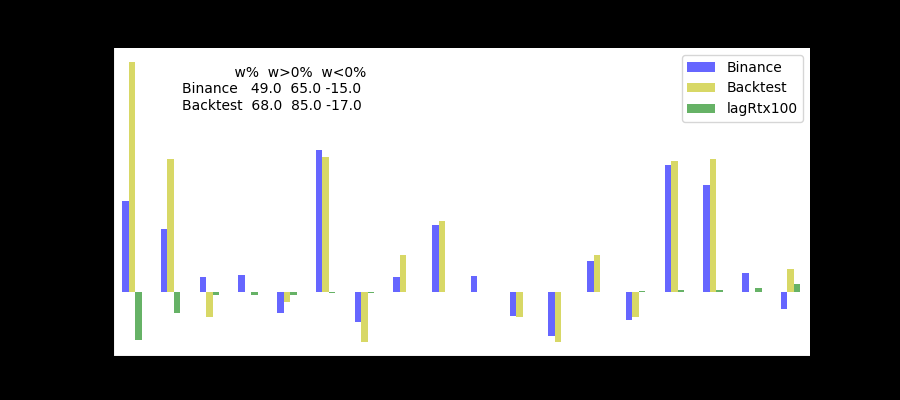 w% w>0% w<0%
Binance 49.0 65.0 -15.0
Backtest 68.0 85.0 -17.0
Binance
Backtest
lagRtx100